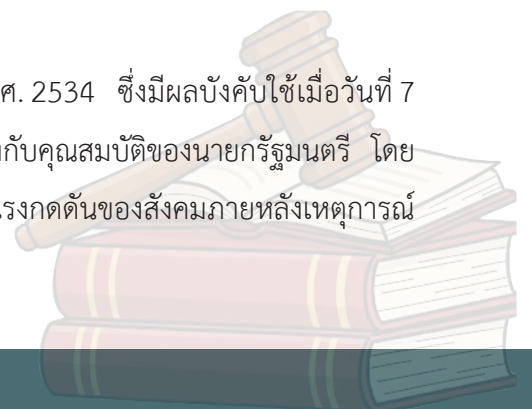 ศ. 2534 ซึ่งมีผลบังคับใช้เมื่อวันที่ 7
กับคุณสมบัติของนายกรัฐมนตรี โดย
แรงกดดันของสังคมภายหลังเหตุการณ์